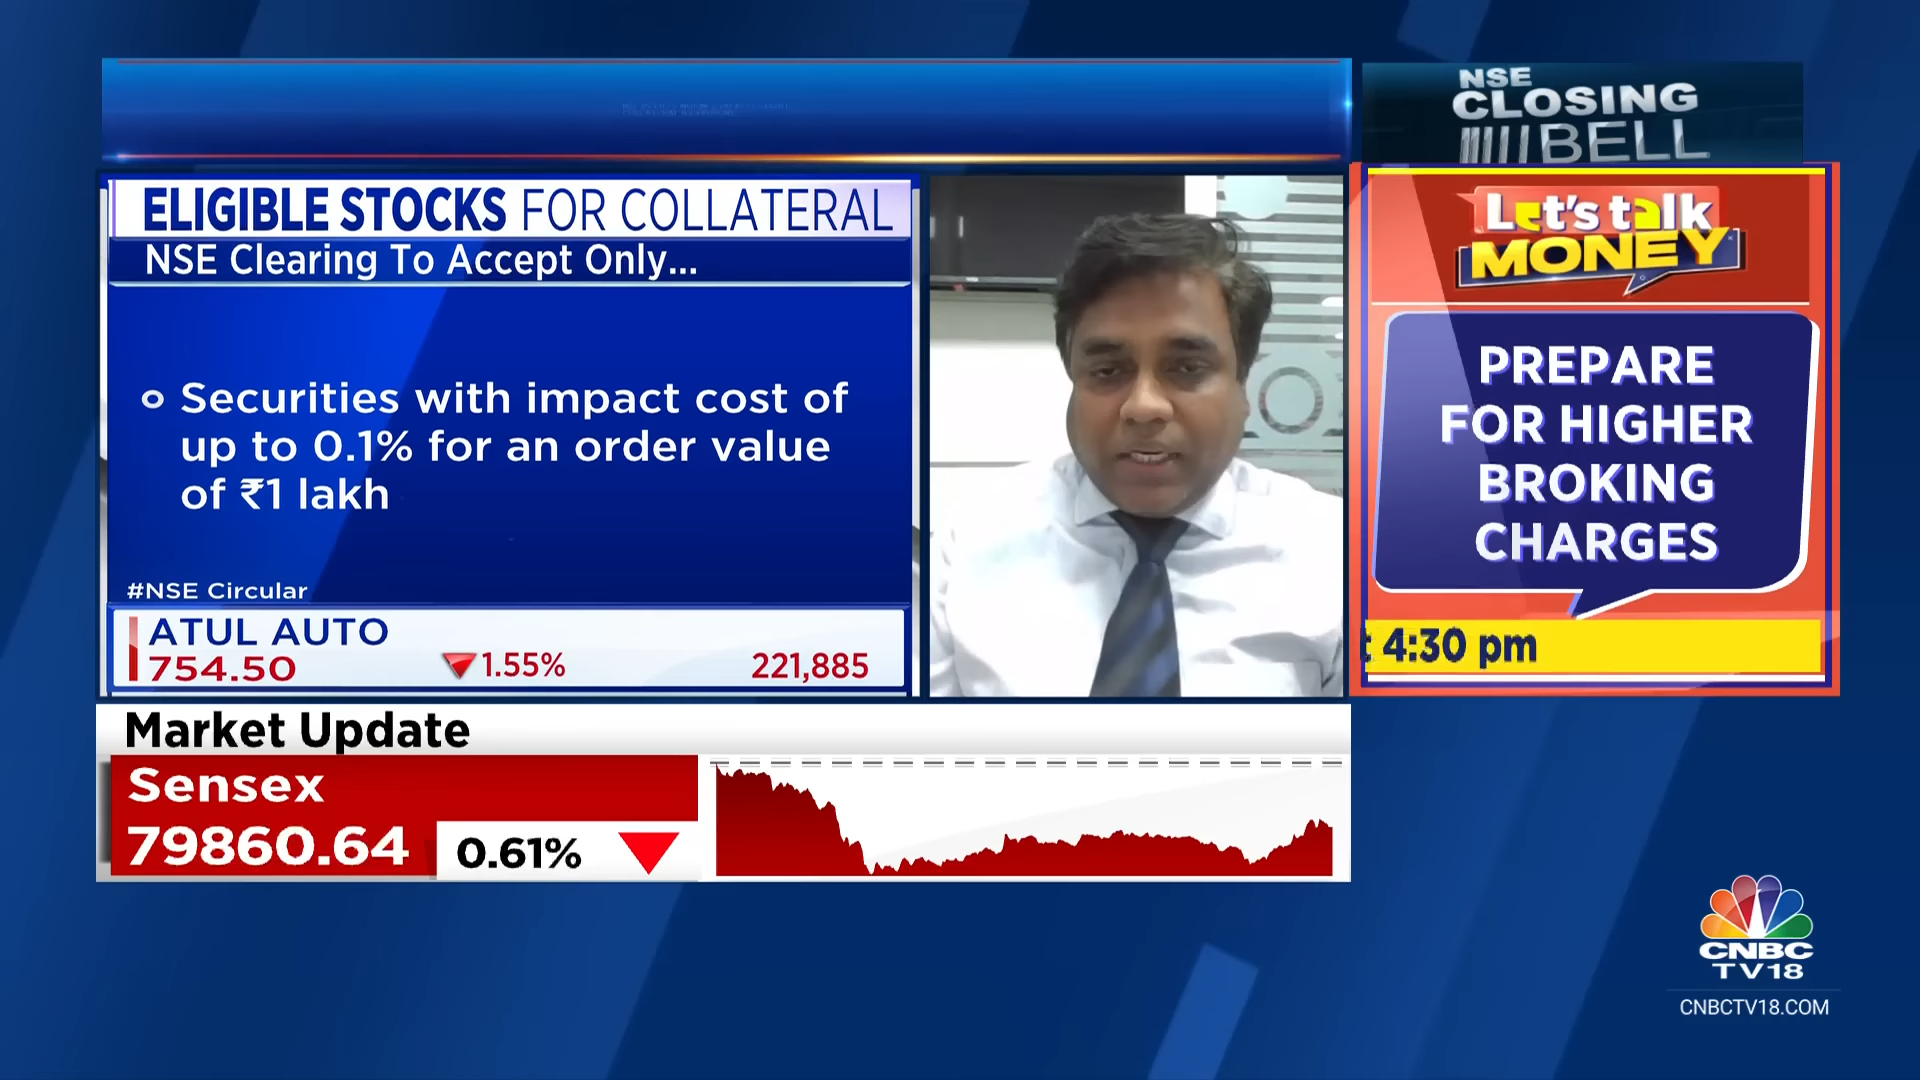 NSE
CLOSING
BELL
ELIGIBLE STOCKS FOR COLLATERAL
NSE Clearing To Accept Only...
Securities with impact cost of
up to 0.1% for an order value
of ₹1 lakh
#NSE Circular
ATUL AUTO
754.50 1.55% 221,885
Let's talk
MONEY
PREPARE
FOR HIGHER
BROKING
CHARGES
4:30 pm
Market Update
Sensex
79860.64 0.61%
CNBC
TV18
CNBCTV18.COM